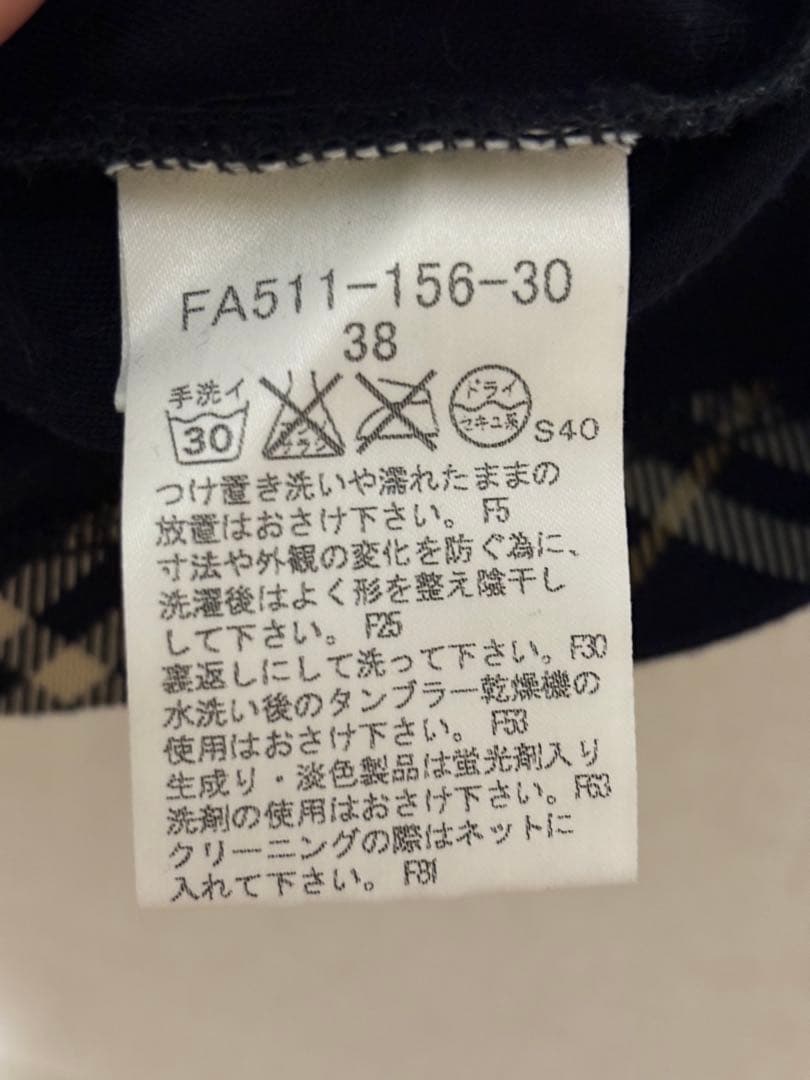 FA511-156-30
38
手洗イ
30
エンソ
サラシ
ドライ
セキユ系
S40
つけ置き洗いや濡れたままの
放置はおさけ下さい。 F5
寸法や外観の変化を防ぐ為に、
洗濯後はよく形を整え陰干し
して下さい。 F25
裏返しにして洗って下さい。F30
水洗い後のタンブラー乾燥機の
使用はおさけ下さい。 F53
生成り・淡色製品は蛍光剤入り
洗剤の使用はおさけ下さい。F63
クリーニングの際はネットに
入れて下さい。 F81